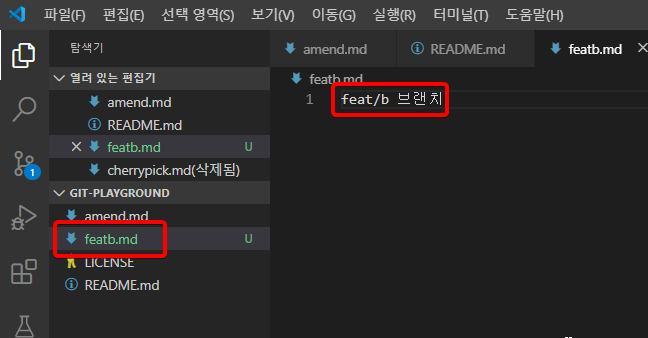 파일(F) 편집(E) 선택 영역(S) 보기(V) 이동(G) 실행(R) 터미널(T) 도움말(H)
탐색기
열려 있는 편집기
amend.md
README.md
featb.md U
cherrypick.md(삭제됨)
GIT-PLAYGROUND
amend.md
featb.md U
LICENSE
README.md
1
amend.md README.md featb.md
featb.md
1 feat/b 브랜치